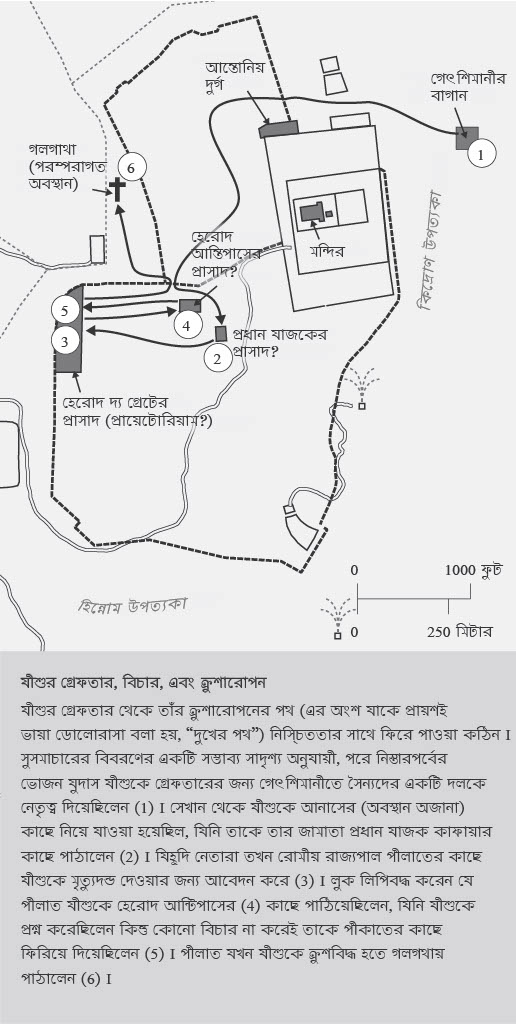 আন্তোনিয়
দুর্গ
গেৎশিমানীর
বাগান
1
গলগাথা
(পরম্পরাগত
অবস্থান)
6
হেরোদ
আন্তিপাসের
প্রাসাদ?
মন্দির
কিদ্রোণ উপত্যকা
5
4
3
2
প্রধান যাজকের
প্রাসাদ?
হেরোদ দ্য গ্রেটের
প্রাসাদ (প্রায়েটোরিয়াম?)
হিন্নোম উপত্যকা
0 1000 ফুট
0 250 মিটার
যীশুর গ্রেফতার, বিচার, এবং ক্রুশারোপন
যীশুর গ্রেফতার থেকে তাঁর ক্রুশারোপনের পথ (এর অংশ যাকে প্রায়শই
ভায়া ডোলোরাসা বলা হয়, “দুখের পথ”) নিস্চিততার সাথে ফিরে পাওয়া কঠিন I
সুসমাচারের বিবরণের একটি সম্ভাব্য সাদৃশ্য অনুযায়ী, পরে নিস্তারপর্বের
ভোজন যুদাস যীশুকে গ্রেফতারের জন্য গেৎশিমানীতে সৈন্যদের একটি দলকে
নেতৃত্ব দিয়েছিলেন (1) I সেখান থেকে যীশুকে আনাসের (অবস্থান অজানা)
কাছে নিয়ে যাওয়া হয়েছিল, যিনি তাকে তার জামাতা প্রধান যাজক কাফায়ার
কাছে পাঠালেন (2) I যিহূদি নেতারা তখন রোমীয় রাজ্যপাল পীলাতের কাছে
যীশুকে মৃত্যুদন্ড দেওয়ার জন্য আবেদন করে (3) I লুক লিপিবদ্ধ করেন যে
পীলাত যীশুকে হেরোদ আন্টিপাসের (4) কাছে পাঠিয়েছিলেন, যিনি যীশুকে
প্রশ্ন করেছিলেন কিন্তু কোনো বিচার না করেই তাকে পীকাতের কাছে
ফিরিয়ে দিয়েছিলেন (5) I পীলাত যখন যীশুকে ক্রুশবিদ্ধ হতে গলগথায়
পাঠালেন (6) I